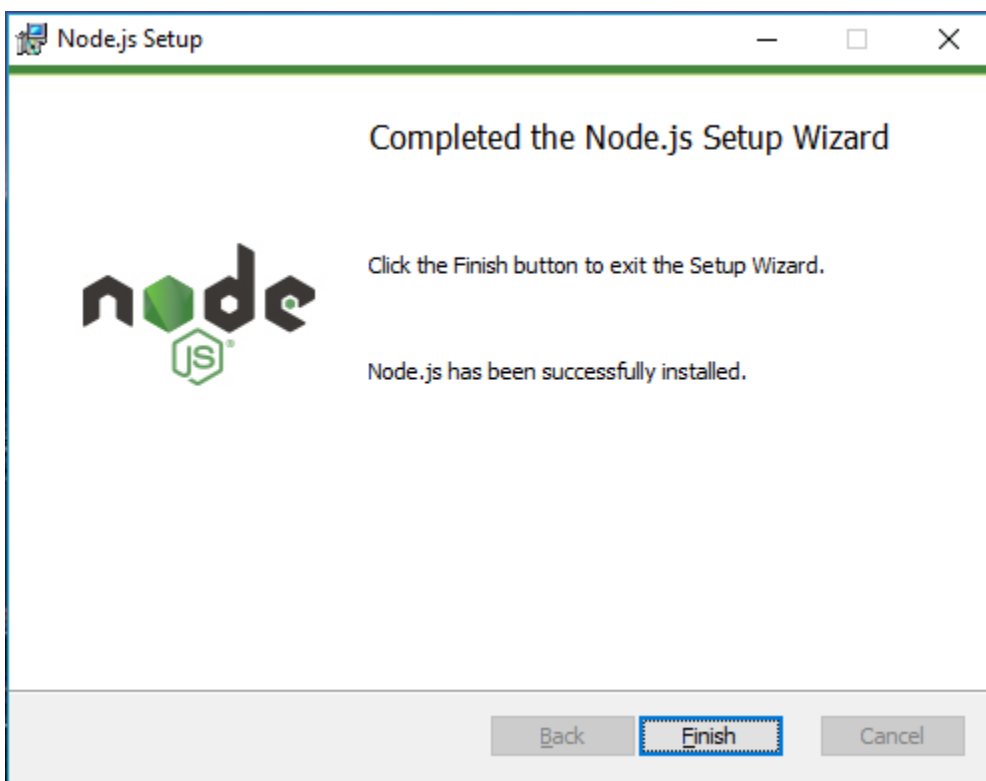 Node.js Setup
Completed the Node.js Setup Wizard
Click the Finish button to exit the Setup Wizard.
node
JS®
Node.js has been successfully installed.
Back
Finish
Cancel